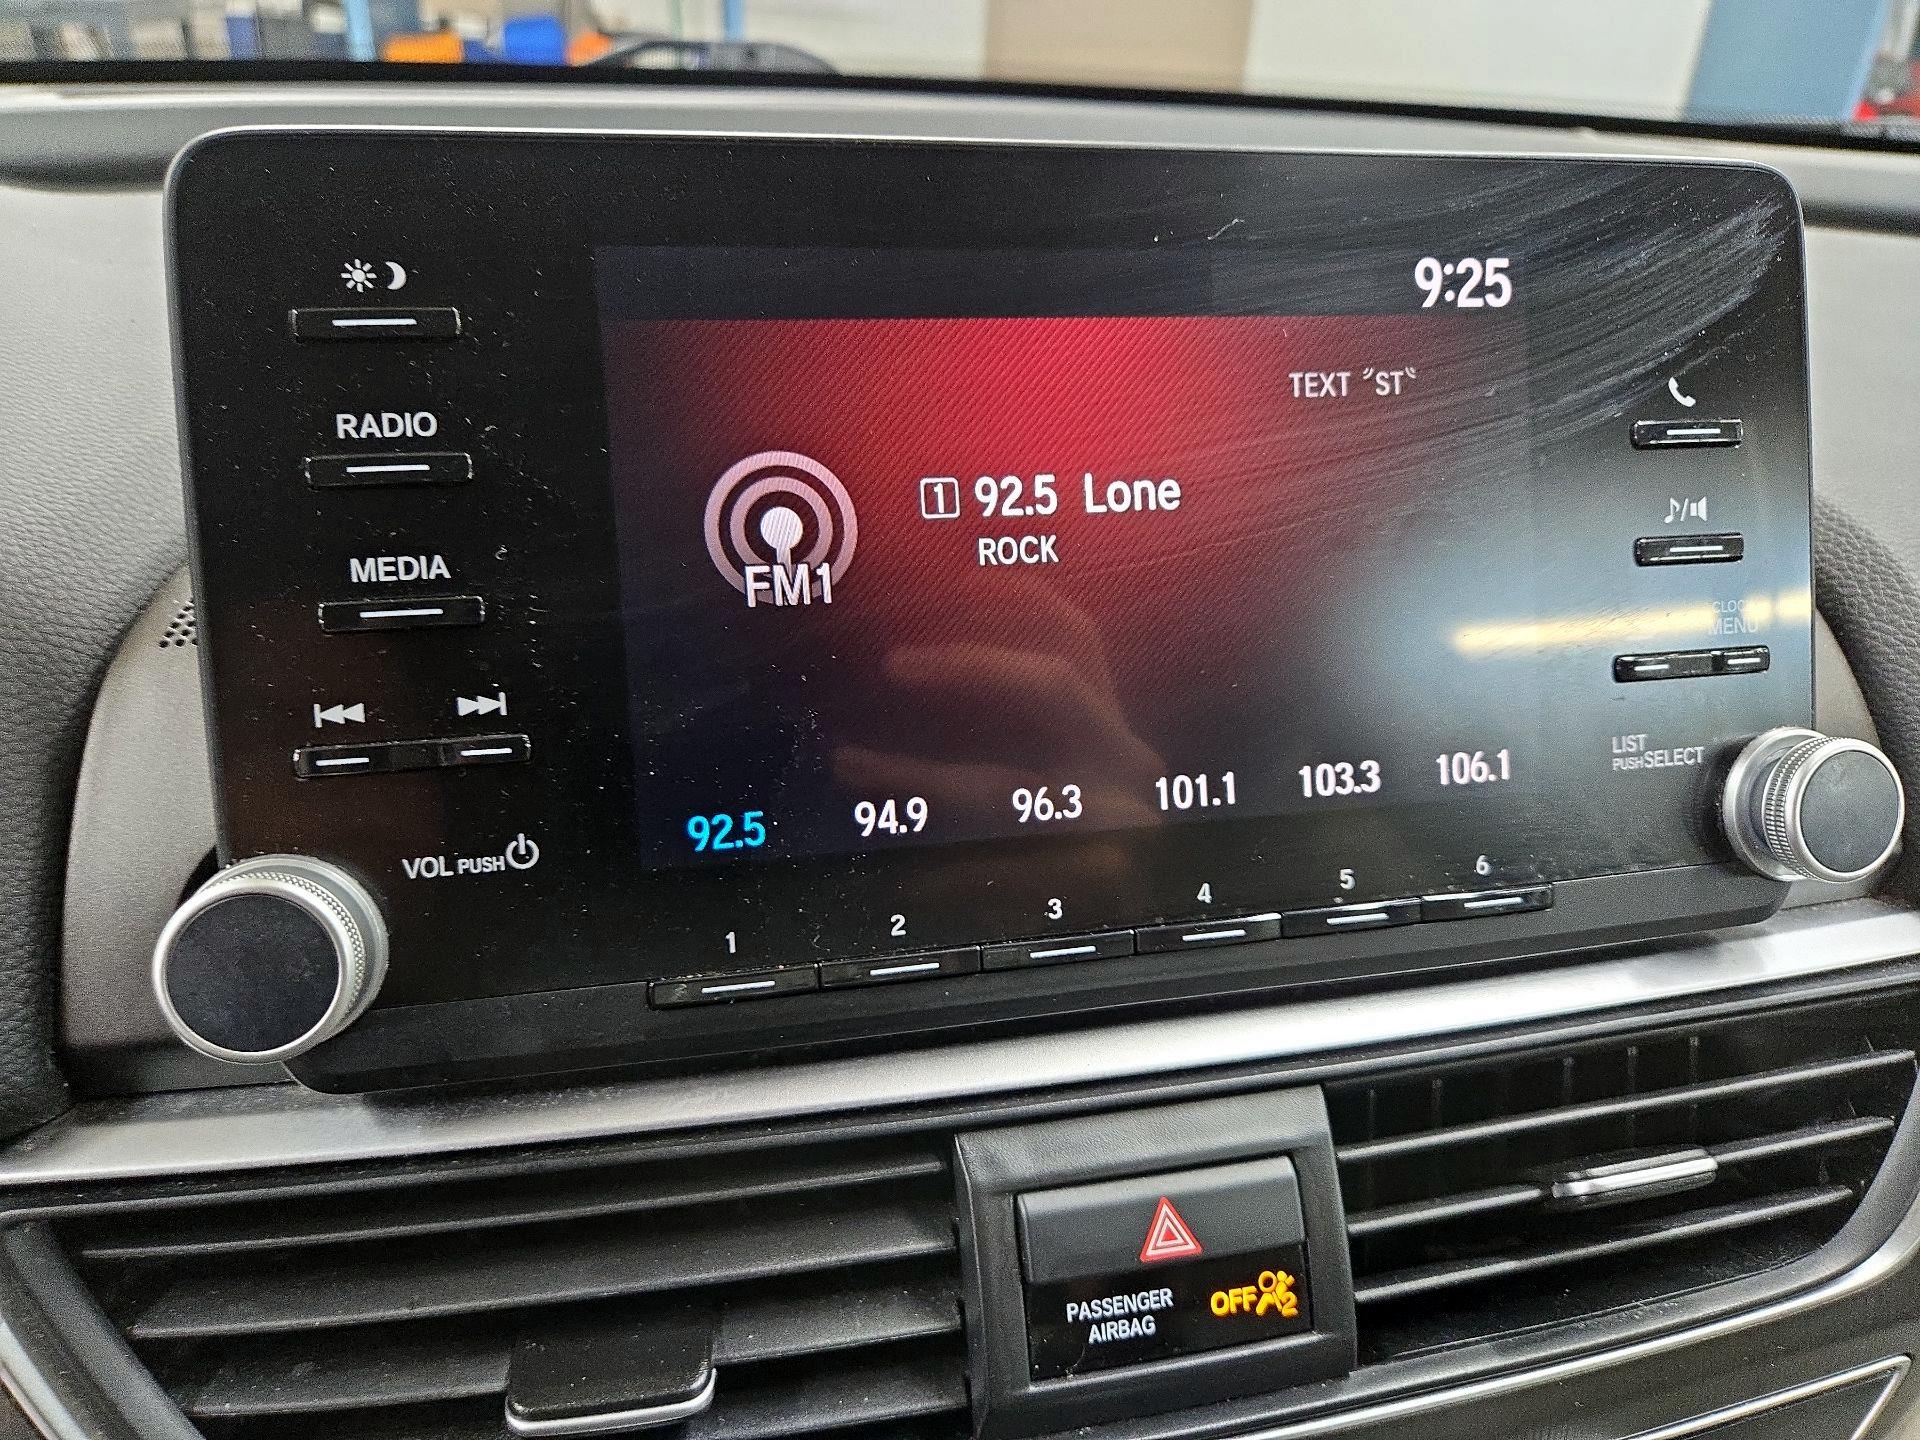 9:25
TEXT "ST"
RADIO
1 92.5 Lone
ROCK
FM1
MEDIA
CLOCK
MENU
LIST
PUSH SELECT
92.5 94.9 96.3 101.1 103.3 106.1
VOL PUSH
1 2 3 4 5 6
PASSENGER
AIRBAG
OFF 2